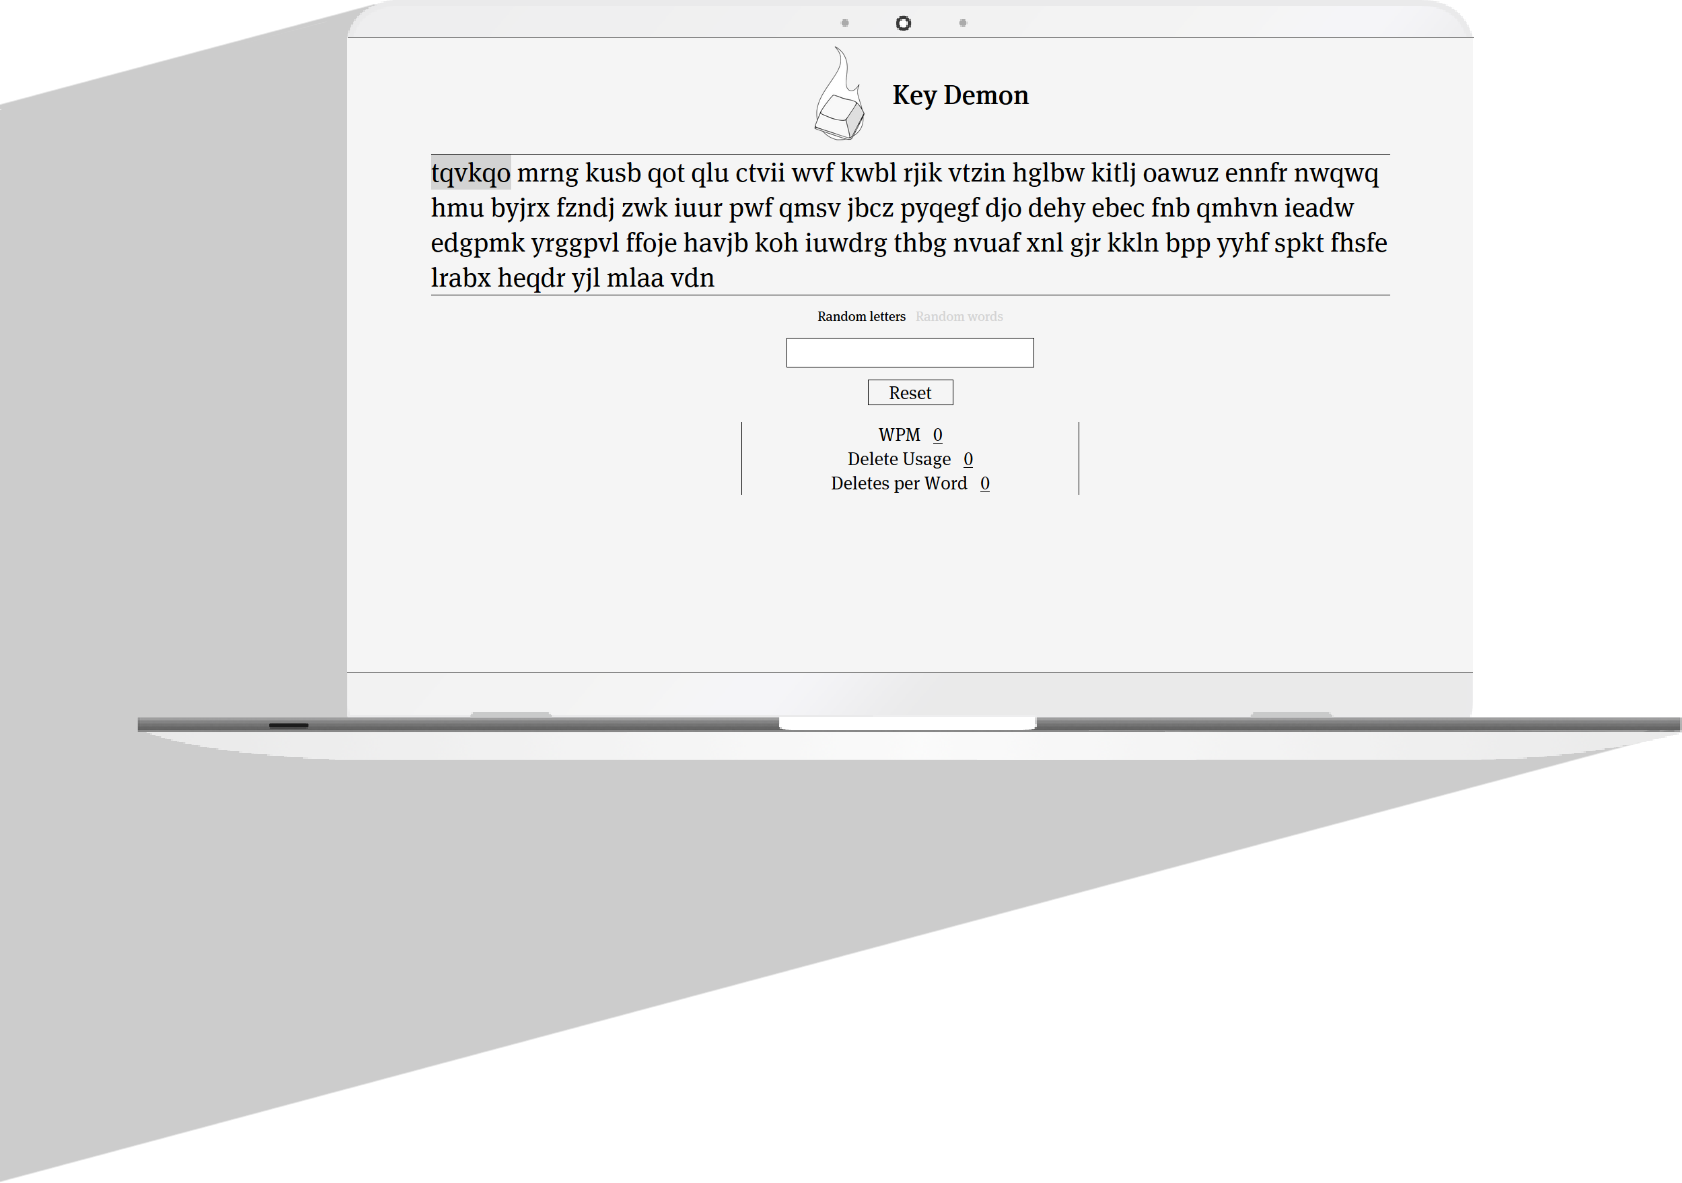 Key Demon
tqvkqo mrng kusb qot qlu ctvii wvf kwbl rjik vtzin hglbw kitlj oawuz ennfr nwqwq
hmu byjrx fzndj zwk iuur pwf qmsv jbcz pyqegf djo dehy ebec fnb qmhvn ieadw
edgpmk yrggpvl ffoje havjb koh iuwdrg thbg nvuaf xnl gjr kkln bpp yyhf spkt fhsfe
lrabx heqdr yjl mlaa vdn
Random letters Random words
Reset
WPM 0
Delete Usage 0
Deletes per Word 0